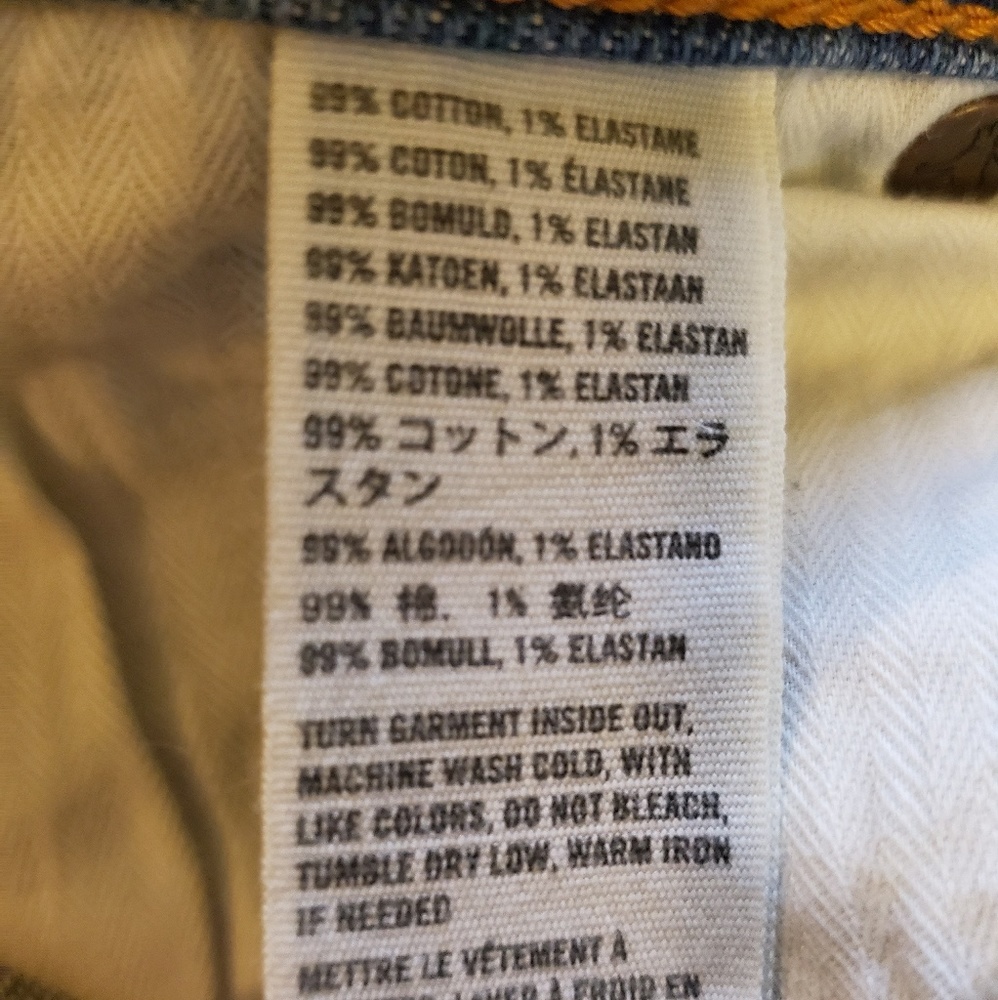 99% COTTON, 1% ELASTANE
99% COTON, 1% ÉLASTANE
99% BOMULD, 1% ELASTAN
99% KATOEN, 1% ELASTAAN
99% BAUMWOLLE, 1% ELASTAN
99% COTONE, 1% ELASTAN
99% コットン, 1% エラ
スタン
99% ALGODÓN, 1% ELASTANO
99% 棉. 1% 氨纶
99% BOMULL, 1% ELASTAN
TURN GARMENT INSIDE OUT,
MACHINE WASH COLD, WITH
LIKE COLORS, DO NOT BLEACH,
TUMBLE DRY LOW, WARM IRON
IF NEEDED
METTRE LE VÊTEMENT À
LAVER À FROID EN